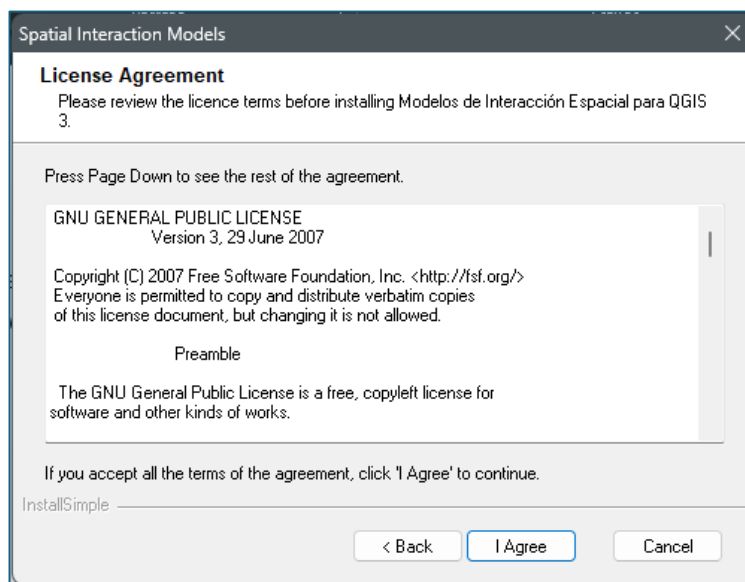 Spatial Interaction Models
License Agreement
Please review the licence terms before installing Modelos de Interacción Espacial para QGIS
3.
Press Page Down to see the rest of the agreement.
GNU GENERAL PUBLIC LICENSE
Version 3, 29 June 2007
Copyright (C) 2007 Free Software Foundation, Inc. <http://fsf.org/>
Everyone is permitted to copy and distribute verbatim copies
of this license document, but changing it is not allowed.
Preamble
The GNU General Public License is a free, copyleft license for
software and other kinds of works.
If you accept all the terms of the agreement, click 'I Agree' to continue.
InstallSimple
< Back
I Agree
Cancel